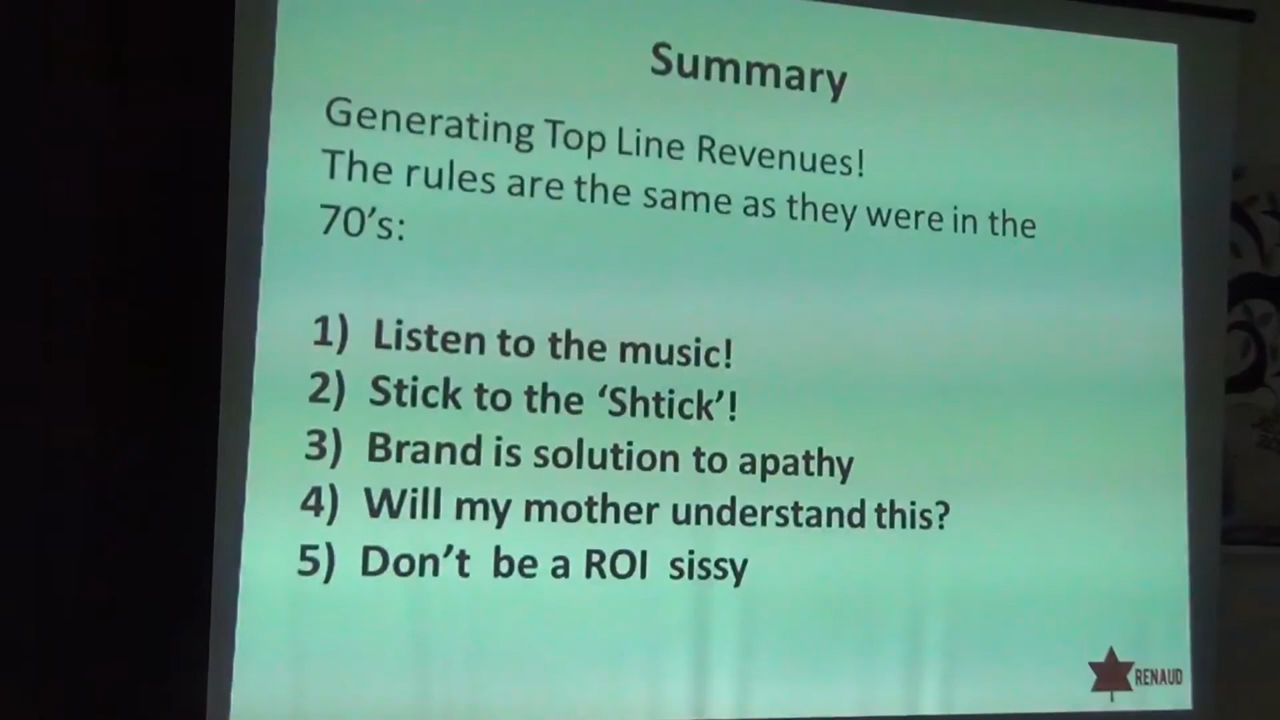 Summary
Generating Top Line Revenues!
The rules are the same as they were in the
70's:
1) Listen to the music!
2) Stick to the ‘Shtick’!
3) Brand is solution to apathy
4) Will my mother understand this?
5) Don’t be a ROI sissy
RENAUD